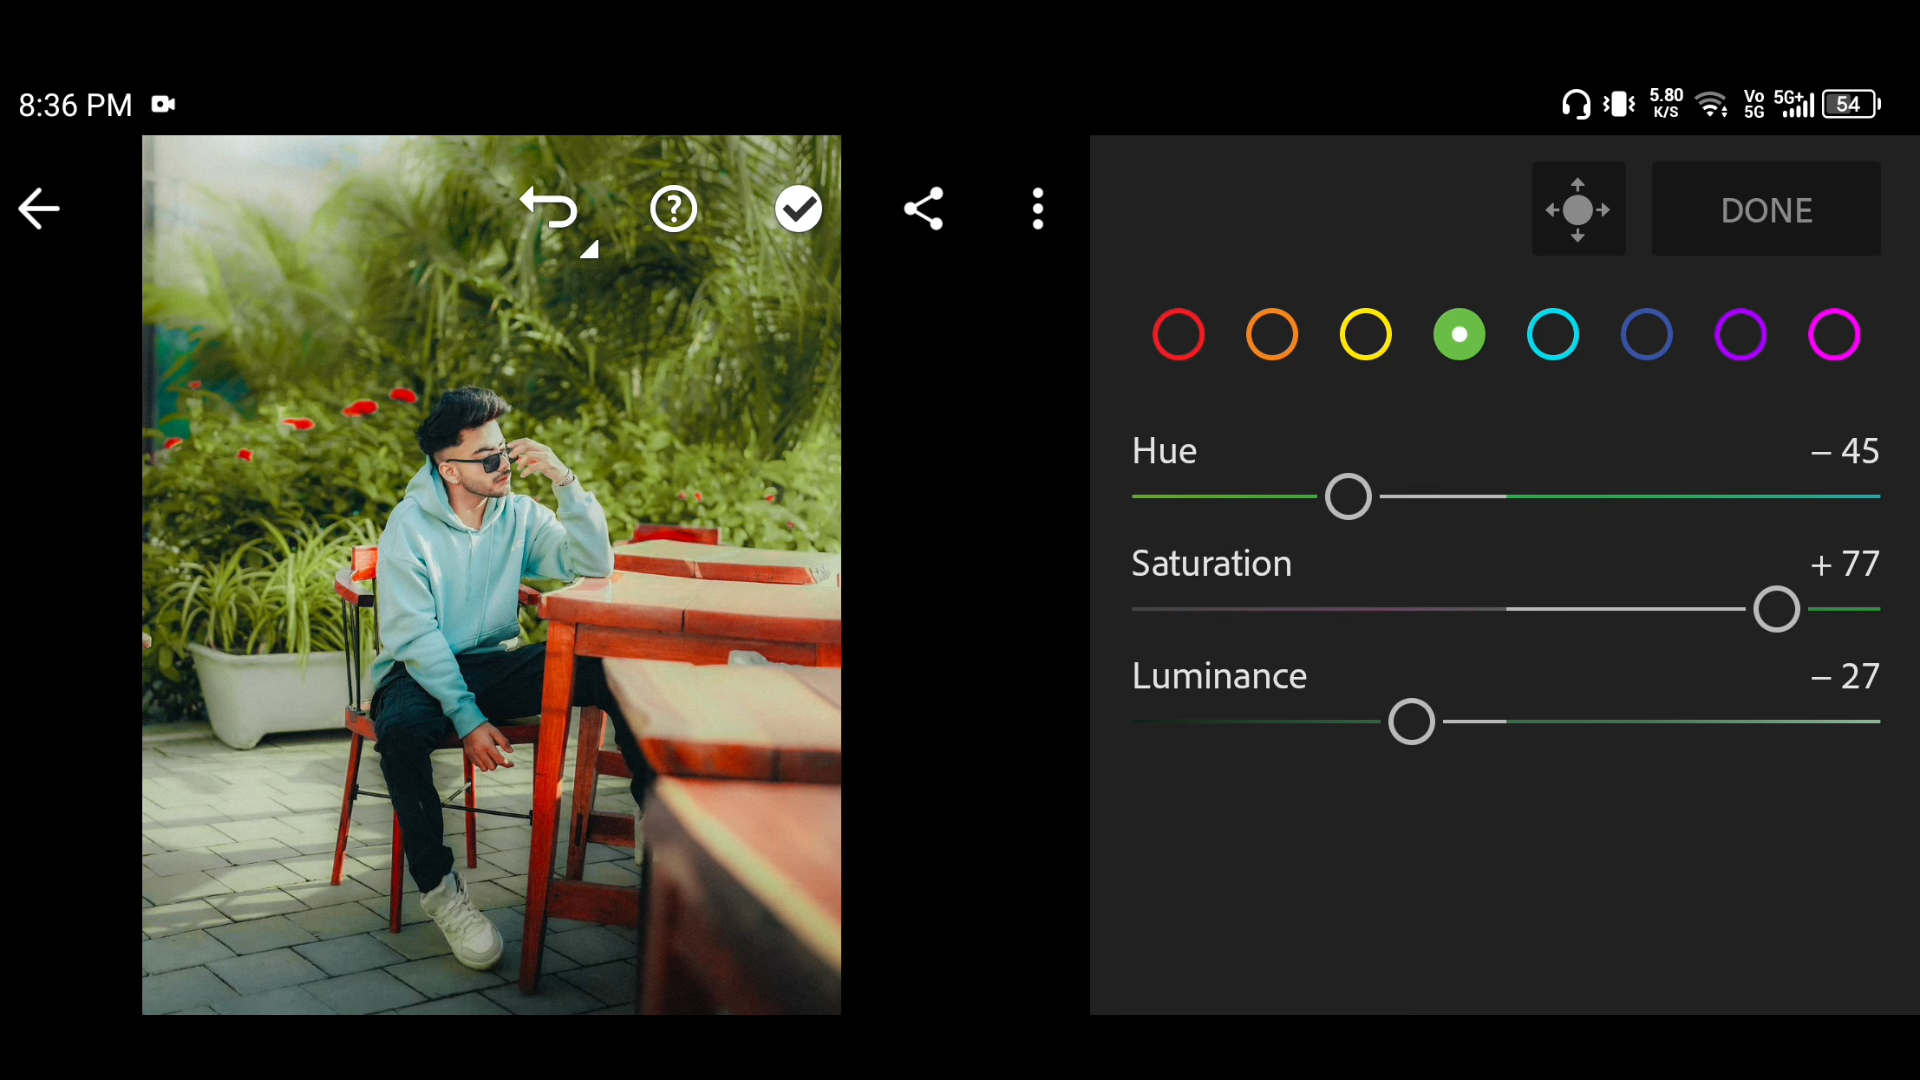 8:36 PM
5.80
K/S
Vo
5G
5G+
54
?
DONE
Hue
– 45
Saturation
+ 77
Luminance
– 27